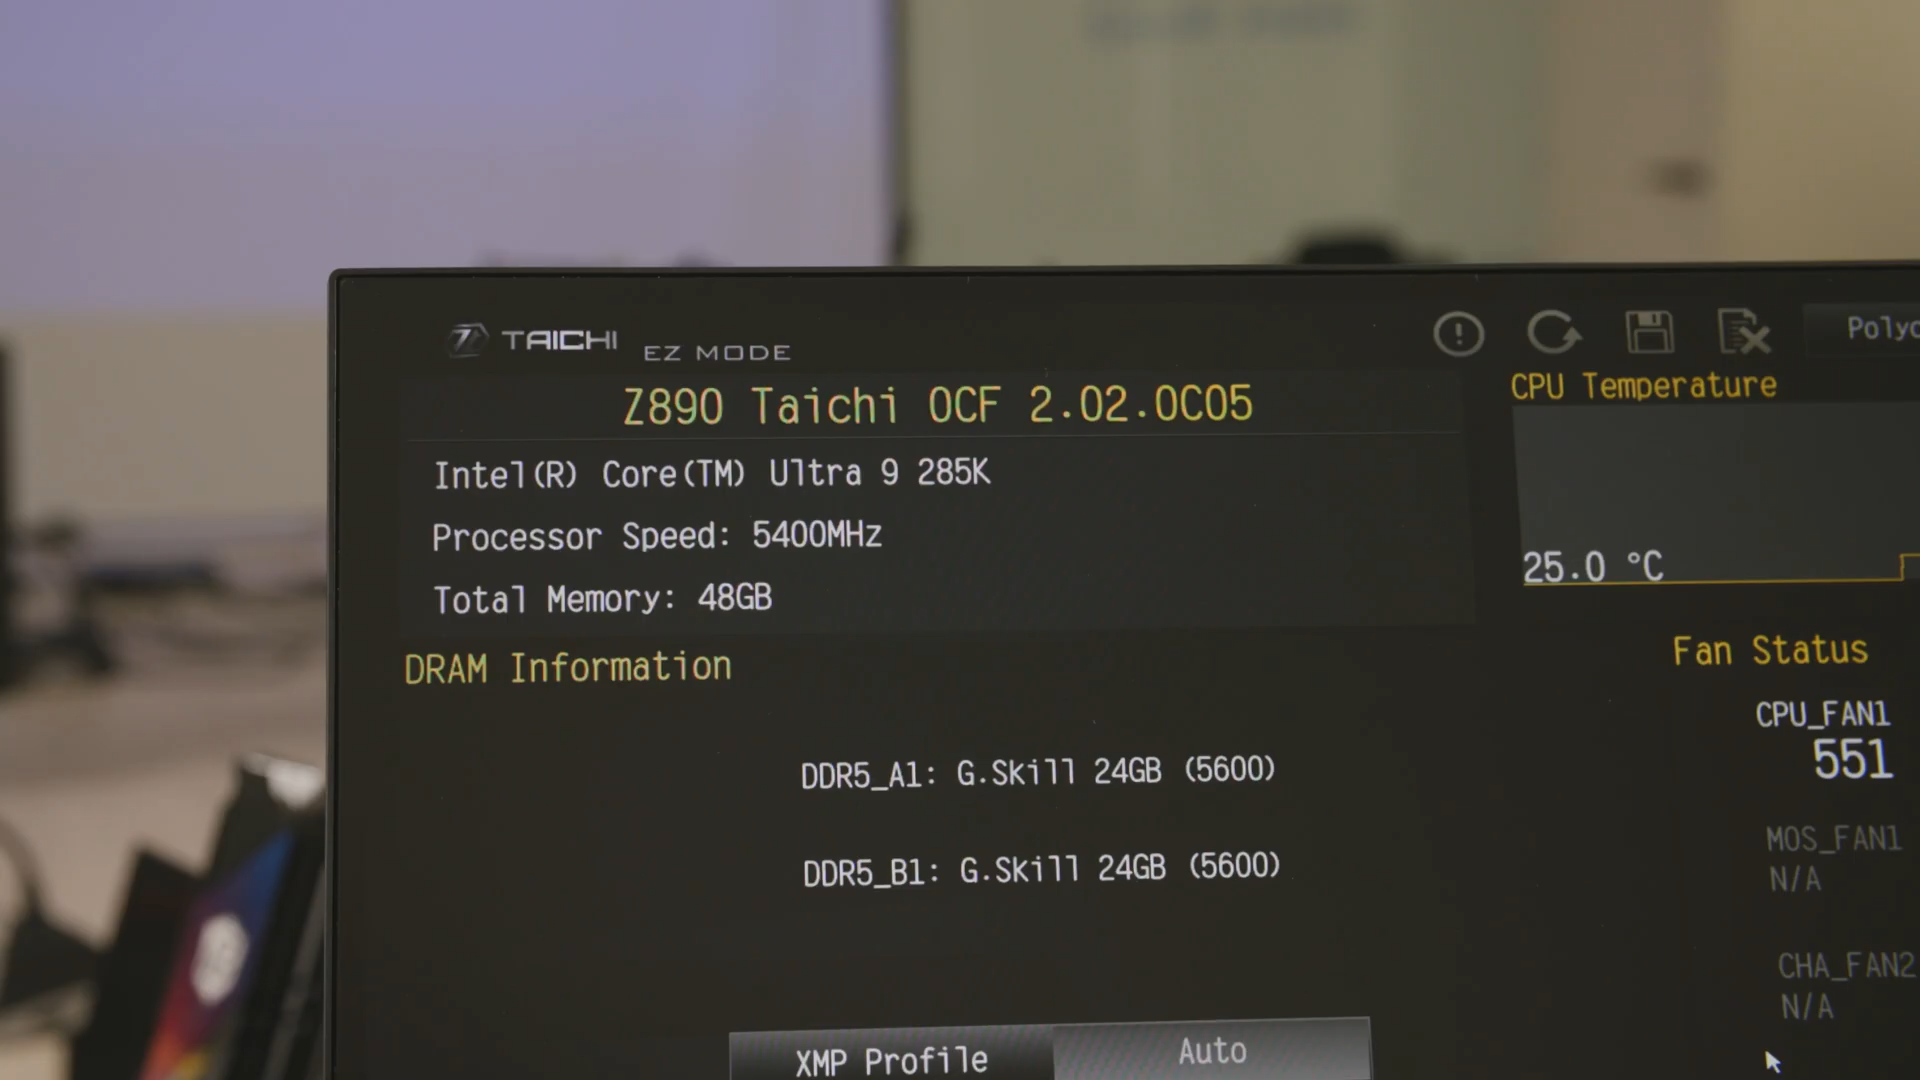 TAICHI EZ MODE
Z890 Taichi OCF 2.02.0C05
Intel(R) Core(TM) Ultra 9 285K
Processor Speed: 5400MHz
Total Memory: 48GB
DRAM Information
DDR5_A1: G.Skill 24GB (5600)
DDR5_B1: G.Skill 24GB (5600)
XMP Profile Auto
Polyc
CPU Temperature
25.0 °C
Fan Status
CPU_FAN1
551
MOS_FAN1
N/A
CHA_FAN2
N/A